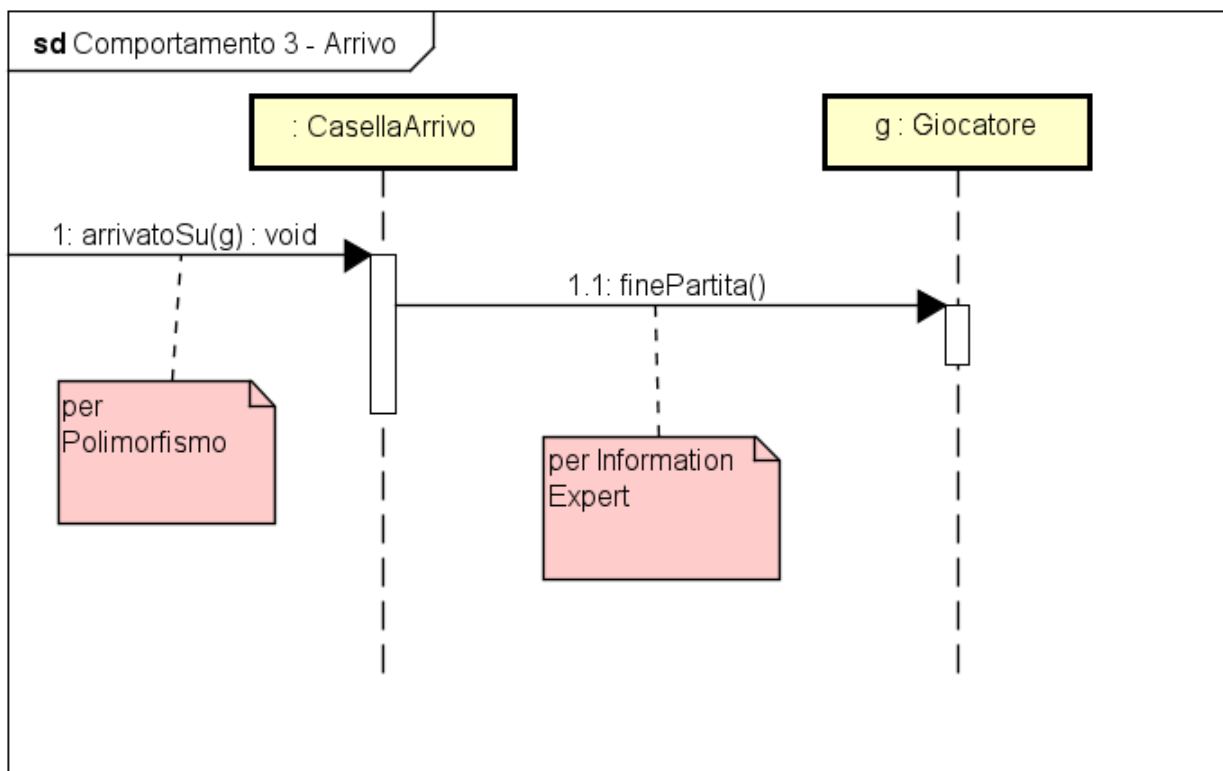 sd Comportamento 3 - Arrivo
: CasellaArrivo
g : Giocatore
1: arrivatoSu(g) : void
1.1: finePartita()
per
Polimorfismo
per Information
Expert